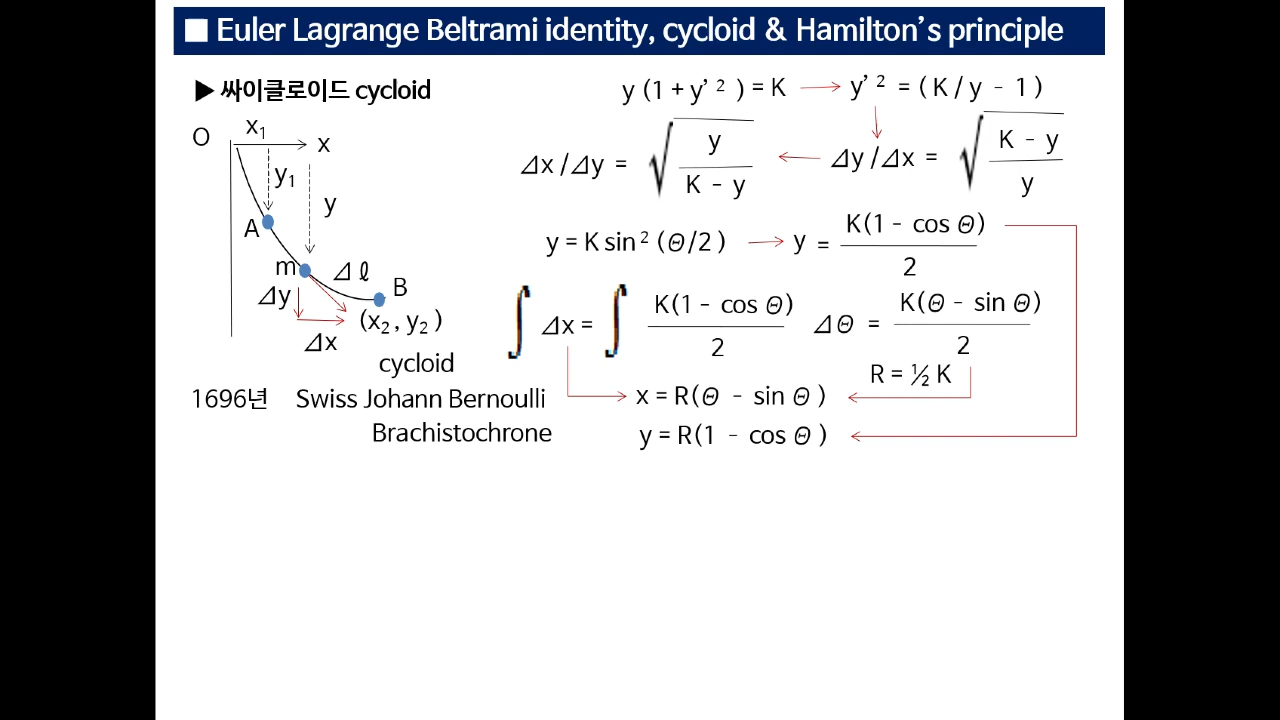 ■ Euler Lagrange Beltrami identity, cycloid & Hamilton's principle
▶ 싸이클로이드 cycloid
O x₁ x
y₁
y
A
m Δℓ B
Δy
(x₂, y₂)
Δx
cycloid
1696년 Swiss Johann Bernoulli
Brachistochrone
y (1 + y'²) = K → y'² = (K/y − 1)
Δx/Δy = √(y / (K − y)) ← Δy/Δx = √((K − y) / y)
y = K sin² (Θ/2) → y = K(1 − cos Θ) / 2
∫ Δx = ∫ K(1 − cos Θ) / 2 ΔΘ = K(Θ − sin Θ) / 2
R = ½ K
x = R(Θ − sin Θ)
y = R(1 − cos Θ)